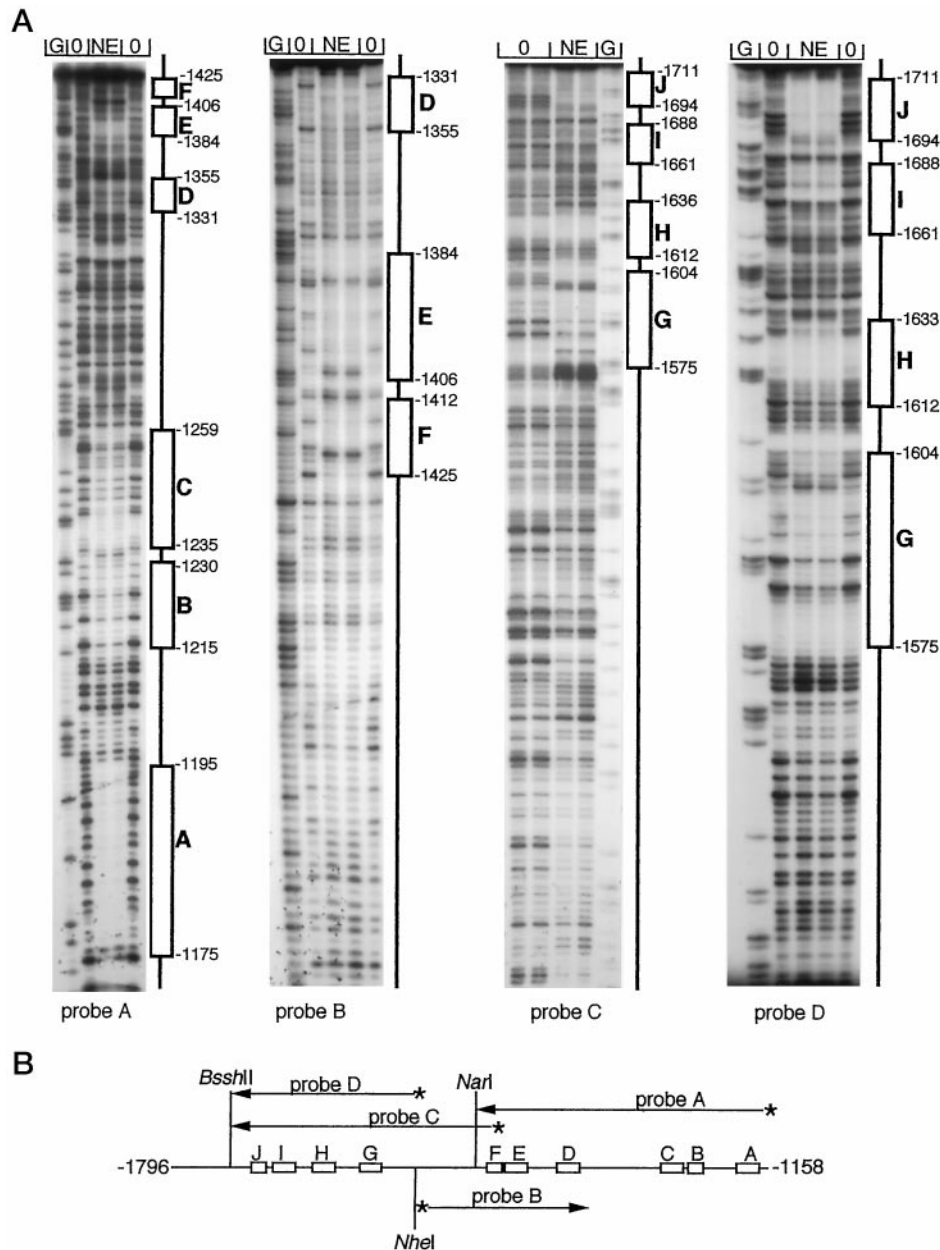 A
G 0 NE 0
-1425
F
-1406
E
-1384
-1355
D
-1331
-1259
C
-1235
-1230
B
-1215
-1195
A
-1175
probe A
G 0 NE 0
-1331
D
-1355
-1384
E
-1406
-1412
F
-1425
probe B
0 NE G
-1711
J
-1694
-1688
I
-1661
-1636
H
-1612
-1604
G
-1575
probe C
G 0 NE 0
-1711
J
-1694
-1688
I
-1661
-1633
H
-1612
-1604
G
-1575
probe D
B
BsshII probe D * NarI probe A *
probe C *
J I H G F E D C B A
-1796 -1158
* probe B
NheI